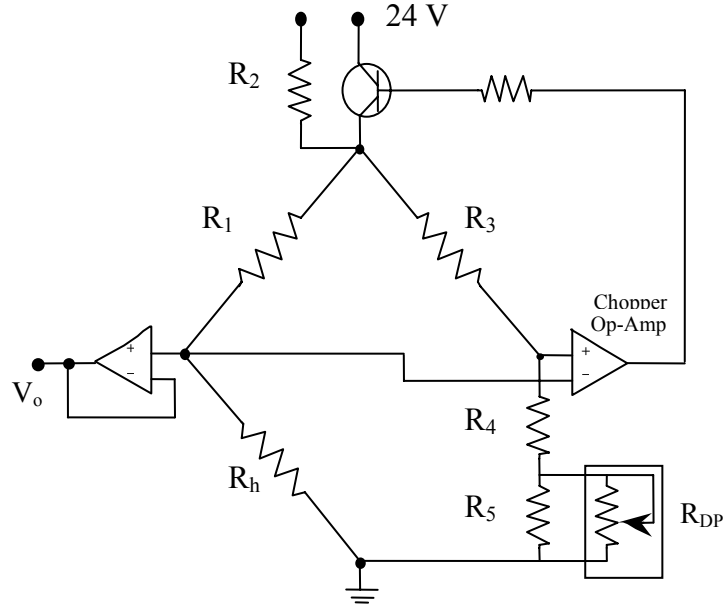 24 V
R2
R1
R3
Chopper
Op-Amp
+
−
+
−
Vo
R4
Rh
R5
RDP